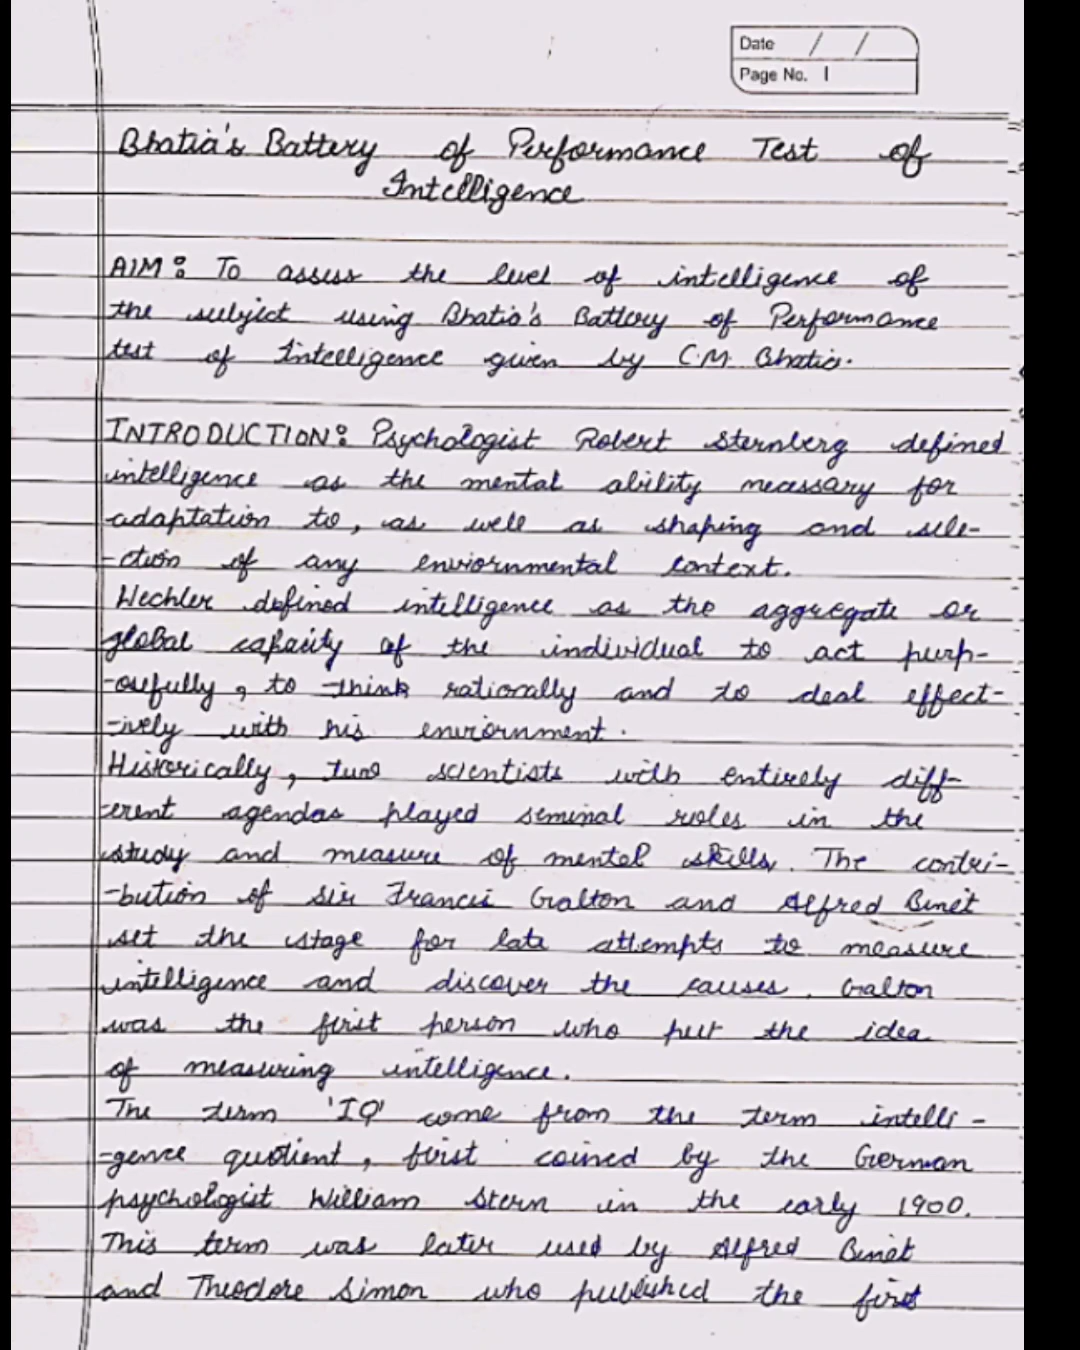 Date / /
Page No. 1
Bhatia's Battery of Performance Test of
Intelligence
AIM: To assess the level of intelligence of
the subject using Bhatia's Battery of Performance
test of Intelligence given by C.M. Bhatia.
INTRODUCTION: Psychologist Robert Sternberg defined
intelligence as the mental ability necessary for
adaptation to, as well as shaping and sele-
-ction of any enviornmental context.
Wechler defined intelligence as the aggregate or
global capacity of the individual to act purp-
-osefully, to think rationally and to deal effect-
-ively with his enviornment.
Historically, two scientists with entirely diff-
-erent agendas played seminal roles in the
study and measure of mental skills. The contri-
-bution of Sir Francis Galton and Alfred Binet
set the stage for late attempts to measure
intelligence and discover the causes. Galton
was the first person who put the idea
of measuring intelligence.
The term 'IQ' come from the term intelli-
-gence quotient, first coined by the German
psychologist William Stern in the early 1900.
This term was later used by Alfred Binet
and Theodore Simon who published the first